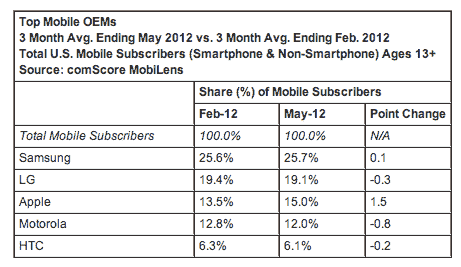 Top Mobile OEMs
3 Month Avg. Ending May 2012 vs. 3 Month Avg. Ending Feb. 2012
Total U.S. Mobile Subscribers (Smartphone & Non-Smartphone) Ages 13+
Source: comScore MobiLens
Share (%) of Mobile Subscribers
Feb-12 May-12 Point Change
Total Mobile Subscribers 100.0% 100.0% N/A
Samsung 25.6% 25.7% 0.1
LG 19.4% 19.1% -0.3
Apple 13.5% 15.0% 1.5
Motorola 12.8% 12.0% -0.8
HTC 6.3% 6.1% -0.2